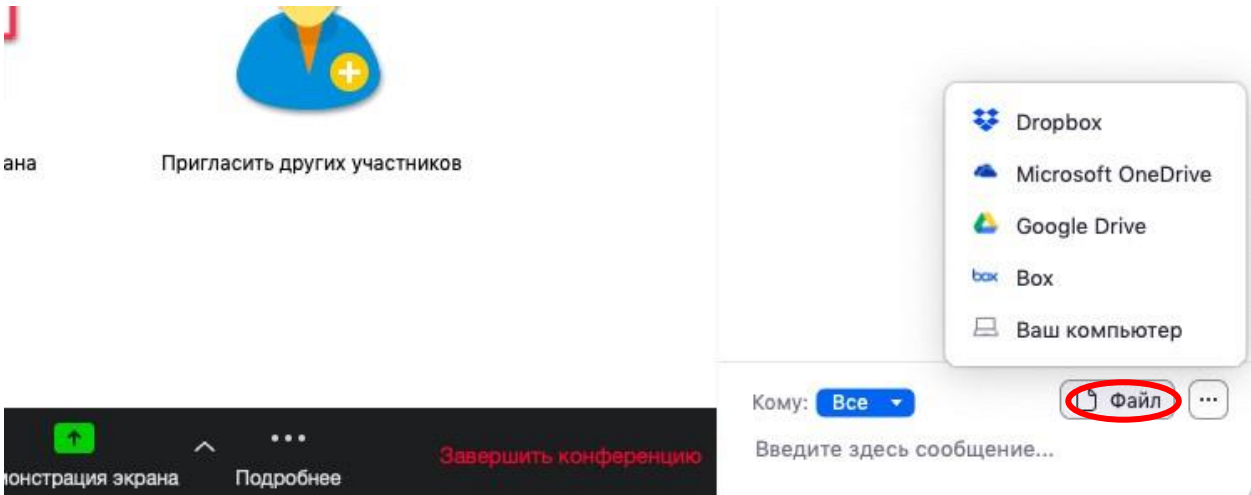 ана
Пригласить других участников
Dropbox
Microsoft OneDrive
Google Drive
box Box
Ваш компьютер
Кому: Все
Файл
Введите здесь сообщение...
онстрация экрана
Подробнее
Завершить конференцию